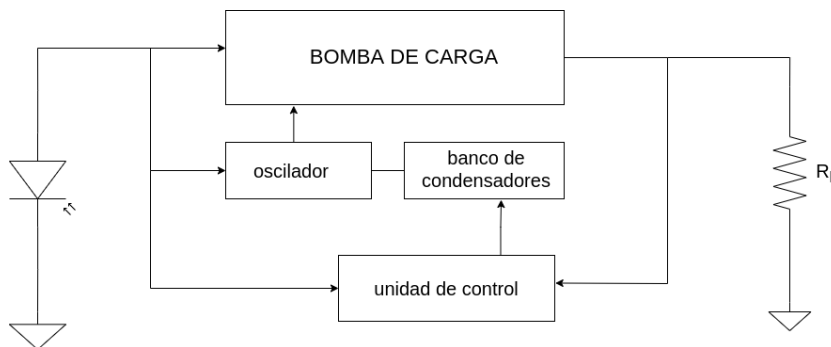 BOMBA DE CARGA
oscilador
banco de
condensadores
unidad de control